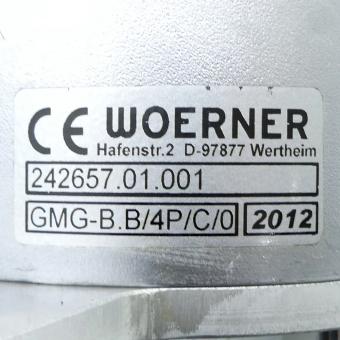 CE WOERNER
Hafenstr.2 D-97877 Wertheim
242657.01.001
GMG-B.B/4P/C/0 2012